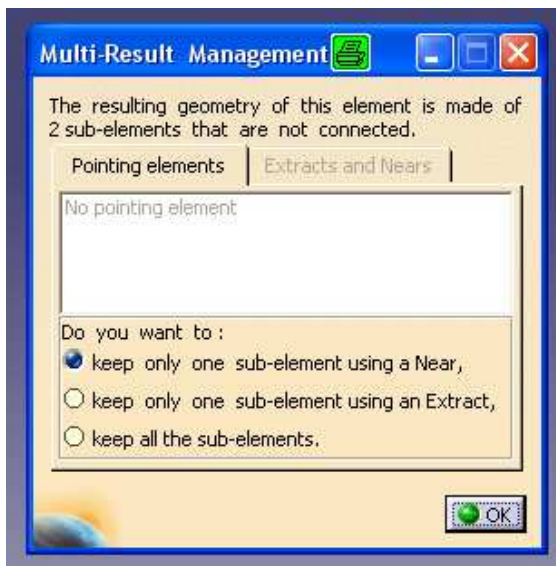 Multi-Result Management
The resulting geometry of this element is made of
2 sub-elements that are not connected.
Pointing elements
Extracts and Nears
No pointing element
Do you want to :
keep only one sub-element using a Near,
keep only one sub-element using an Extract,
keep all the sub-elements.
OK